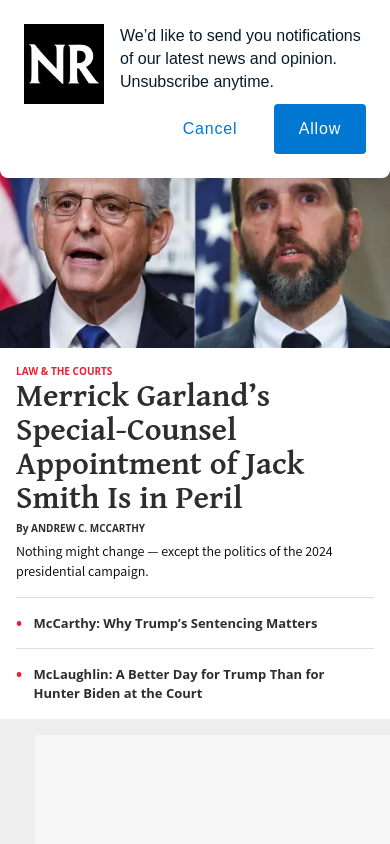 NR
We'd like to send you notifications
of our latest news and opinion.
Unsubscribe anytime.
Cancel
Allow
LAW & THE COURTS
Merrick Garland’s
Special-Counsel
Appointment of Jack
Smith Is in Peril
By ANDREW C. MCCARTHY
Nothing might change — except the politics of the 2024
presidential campaign.
• McCarthy: Why Trump’s Sentencing Matters
• McLaughlin: A Better Day for Trump Than for
Hunter Biden at the Court